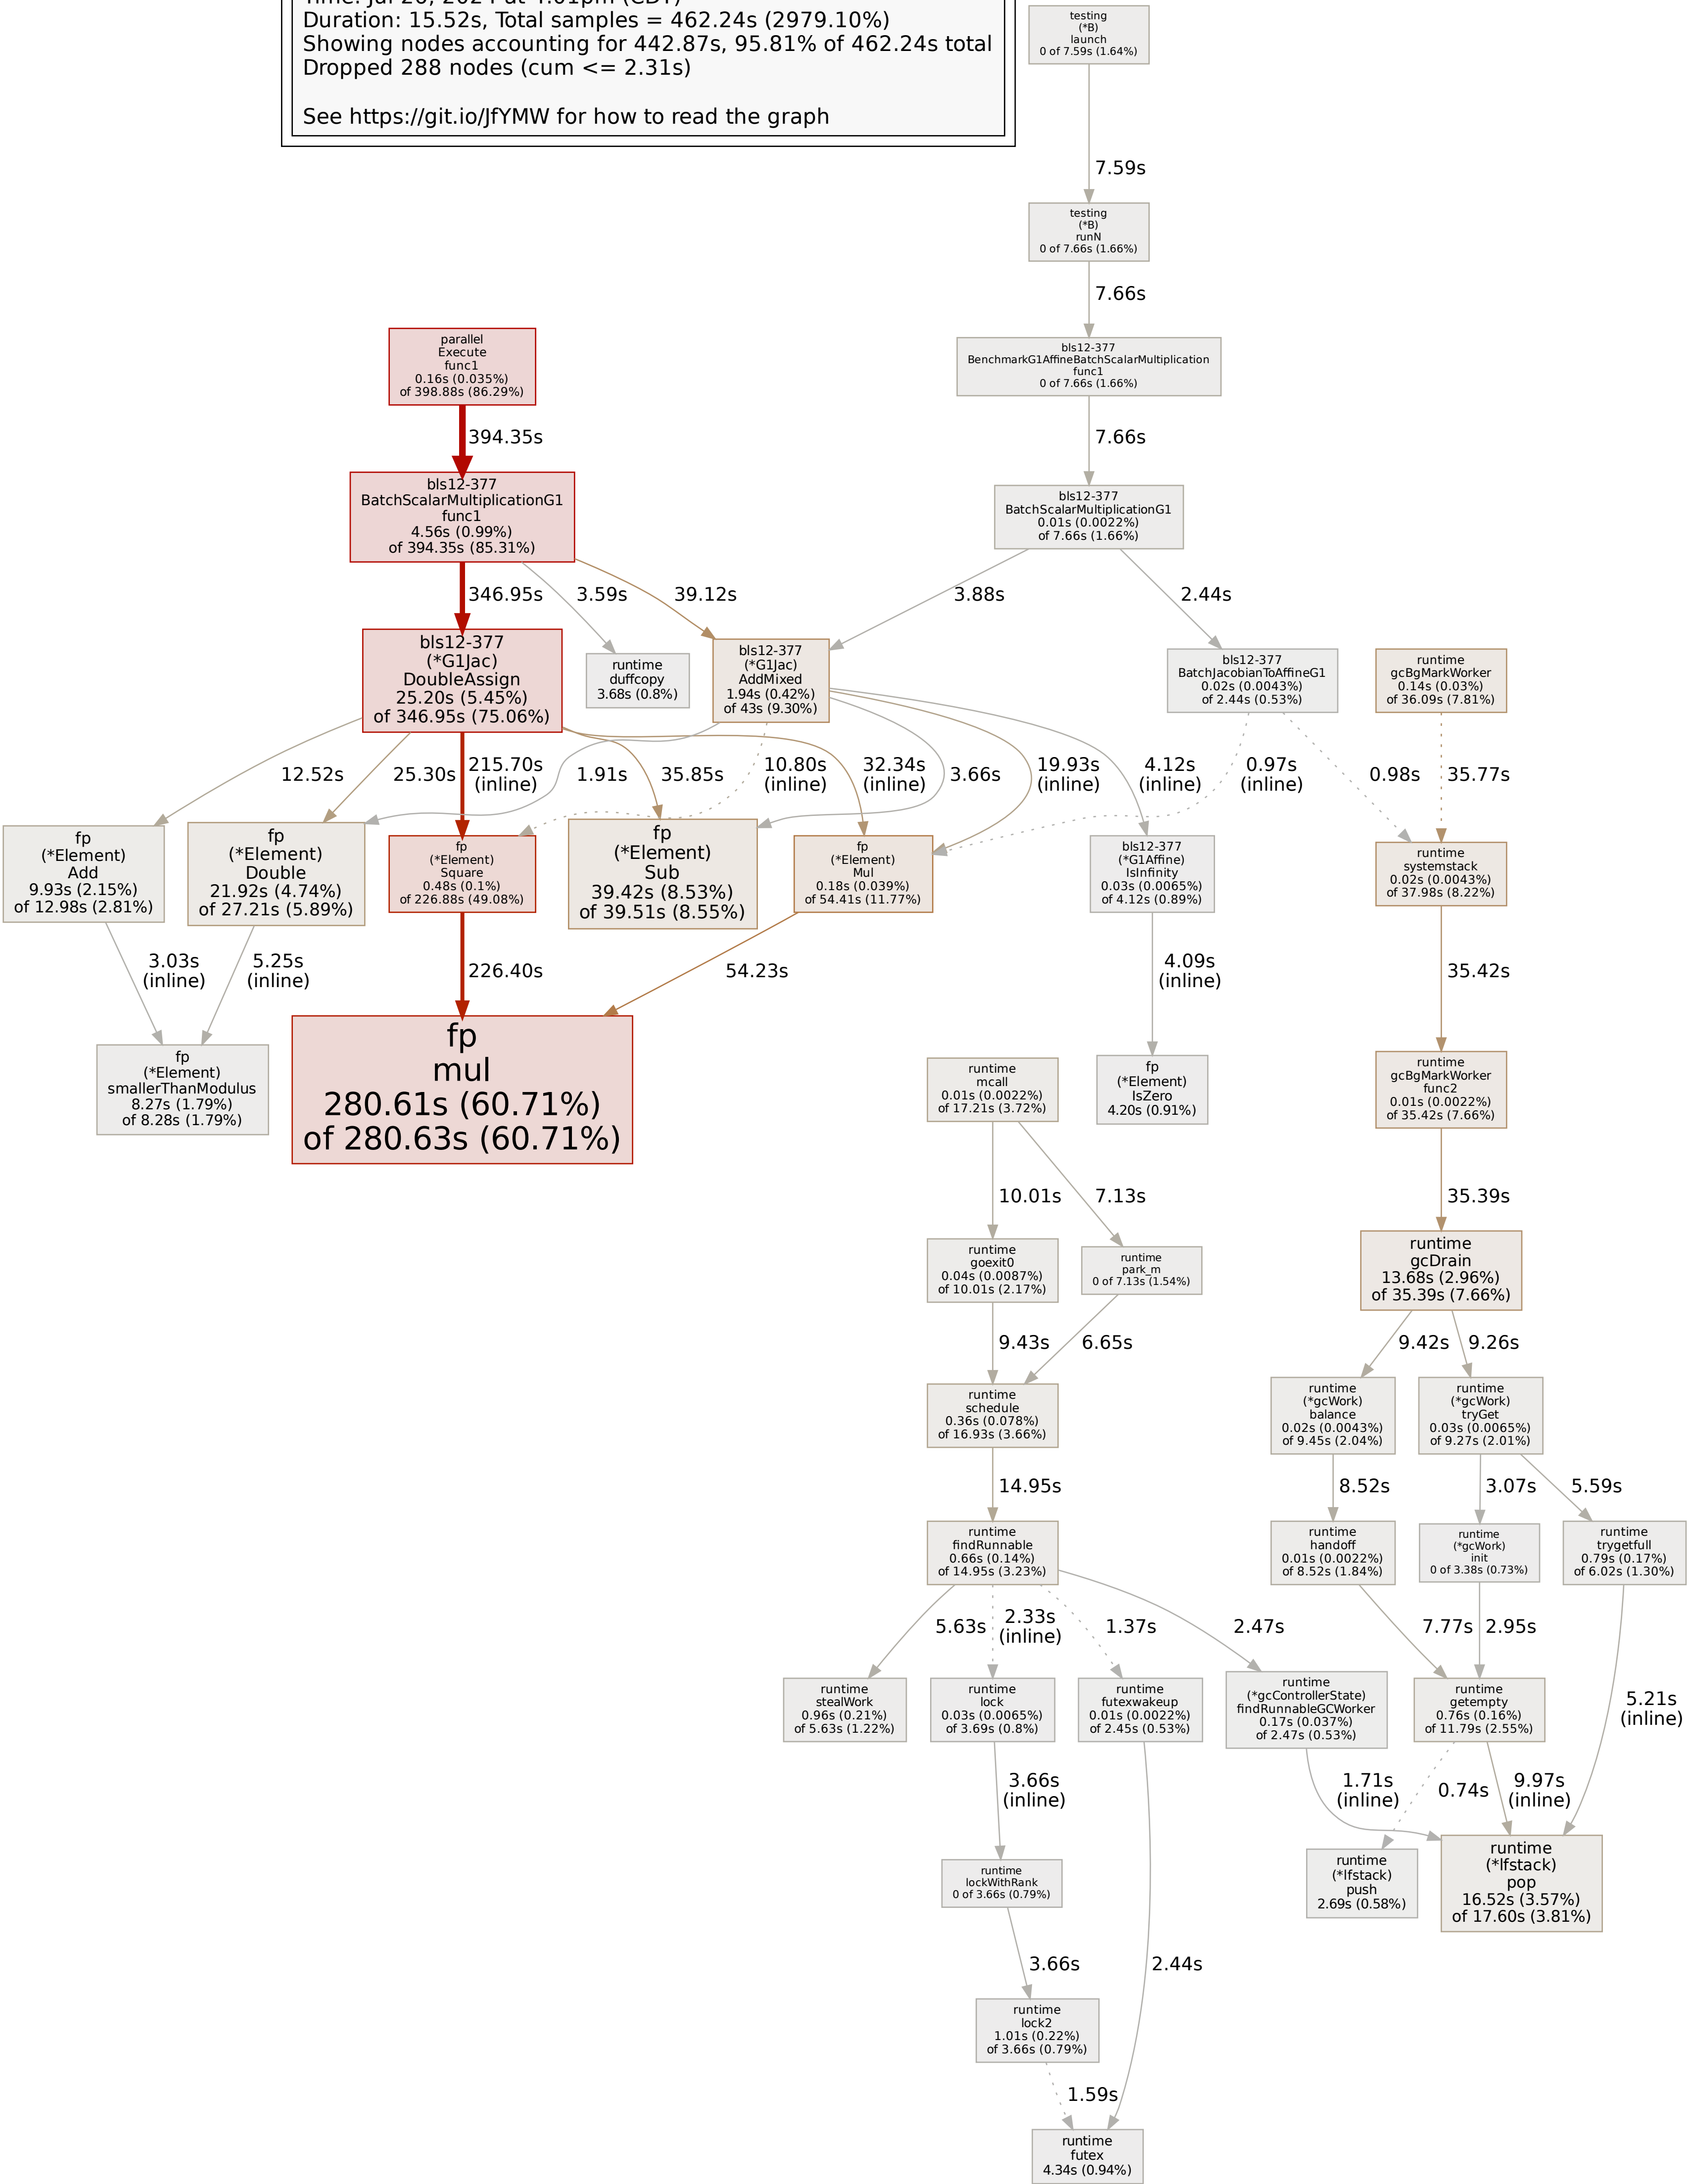 Duration: 15.52s, Total samples = 462.24s (2979.10%)
Showing nodes accounting for 442.87s, 95.81% of 462.24s total
Dropped 288 nodes (cum <= 2.31s)
See https://git.io/JfYMW for how to read the graph
testing
(*B)
launch
0 of 7.59s (1.64%)
7.59s
testing
(*B)
runN
0 of 7.66s (1.66%)
7.66s
parallel
Execute
func1
0.16s (0.035%)
of 398.88s (86.29%)
bls12-377
BenchmarkG1AffineBatchScalarMultiplication
func1
0 of 7.66s (1.66%)
394.35s
7.66s
bls12-377
BatchScalarMultiplicationG1
func1
4.56s (0.99%)
of 394.35s (85.31%)
bls12-377
BatchScalarMultiplicationG1
0.01s (0.0022%)
of 7.66s (1.66%)
346.95s
3.59s
39.12s
3.88s
2.44s
bls12-377
(*G1Jac)
DoubleAssign
25.20s (5.45%)
of 346.95s (75.06%)
runtime
duffcopy
3.68s (0.8%)
bls12-377
(*G1Jac)
AddMixed
1.94s (0.42%)
of 43s (9.30%)
bls12-377
BatchJacobianToAffineG1
0.02s (0.0043%)
of 2.44s (0.53%)
runtime
gcBgMarkWorker
0.14s (0.03%)
of 36.09s (7.81%)
12.52s
25.30s
215.70s
(inline)
1.91s
35.85s
10.80s
(inline)
32.34s
(inline)
3.66s
19.93s
(inline)
4.12s
(inline)
0.97s
(inline)
0.98s
35.77s
fp
(*Element)
Add
9.93s (2.15%)
of 12.98s (2.81%)
fp
(*Element)
Double
21.92s (4.74%)
of 27.21s (5.89%)
fp
(*Element)
Square
0.48s (0.1%)
of 226.88s (49.08%)
fp
(*Element)
Sub
39.42s (8.53%)
of 39.51s (8.55%)
fp
(*Element)
Mul
0.18s (0.039%)
of 54.41s (11.77%)
bls12-377
(*G1Affine)
IsInfinity
0.03s (0.0065%)
of 4.12s (0.89%)
runtime
systemstack
0.02s (0.0043%)
of 37.98s (8.22%)
3.03s
(inline)
5.25s
(inline)
226.40s
54.23s
4.09s
(inline)
35.42s
fp
(*Element)
smallerThanModulus
8.27s (1.79%)
of 8.28s (1.79%)
fp
mul
280.61s (60.71%)
of 280.63s (60.71%)
runtime
mcall
0.01s (0.0022%)
of 17.21s (3.72%)
fp
(*Element)
IsZero
4.20s (0.91%)
runtime
gcBgMarkWorker
func2
0.01s (0.0022%)
of 35.42s (7.66%)
10.01s
7.13s
35.39s
runtime
goexit0
0.04s (0.0087%)
of 10.01s (2.17%)
runtime
park_m
0 of 7.13s (1.54%)
runtime
gcDrain
13.68s (2.96%)
of 35.39s (7.66%)
9.43s
6.65s
9.42s
9.26s
runtime
schedule
0.36s (0.078%)
of 16.93s (3.66%)
runtime
(*gcWork)
balance
0.02s (0.0043%)
of 9.45s (2.04%)
runtime
(*gcWork)
tryGet
0.03s (0.0065%)
of 9.27s (2.01%)
14.95s
8.52s
3.07s
5.59s
runtime
findRunnable
0.66s (0.14%)
of 14.95s (3.23%)
runtime
handoff
0.01s (0.0022%)
of 8.52s (1.84%)
runtime
(*gcWork)
init
0 of 3.38s (0.73%)
runtime
trygetfull
0.79s (0.17%)
of 6.02s (1.30%)
5.63s
2.33s
(inline)
1.37s
2.47s
7.77s
2.95s
5.21s
(inline)
runtime
stealWork
0.96s (0.21%)
of 5.63s (1.22%)
runtime
lock
0.03s (0.0065%)
of 3.69s (0.8%)
runtime
futexwakeup
0.01s (0.0022%)
of 2.45s (0.53%)
runtime
(*gcControllerState)
findRunnableGCWorker
0.17s (0.037%)
of 2.47s (0.53%)
runtime
getempty
0.76s (0.16%)
of 11.79s (2.55%)
3.66s
(inline)
1.71s
(inline)
0.74s
9.97s
(inline)
runtime
lockWithRank
0 of 3.66s (0.79%)
runtime
(*lfstack)
push
2.69s (0.58%)
runtime
(*lfstack)
pop
16.52s (3.57%)
of 17.60s (3.81%)
3.66s
2.44s
runtime
lock2
1.01s (0.22%)
of 3.66s (0.79%)
1.59s
runtime
futex
4.34s (0.94%)